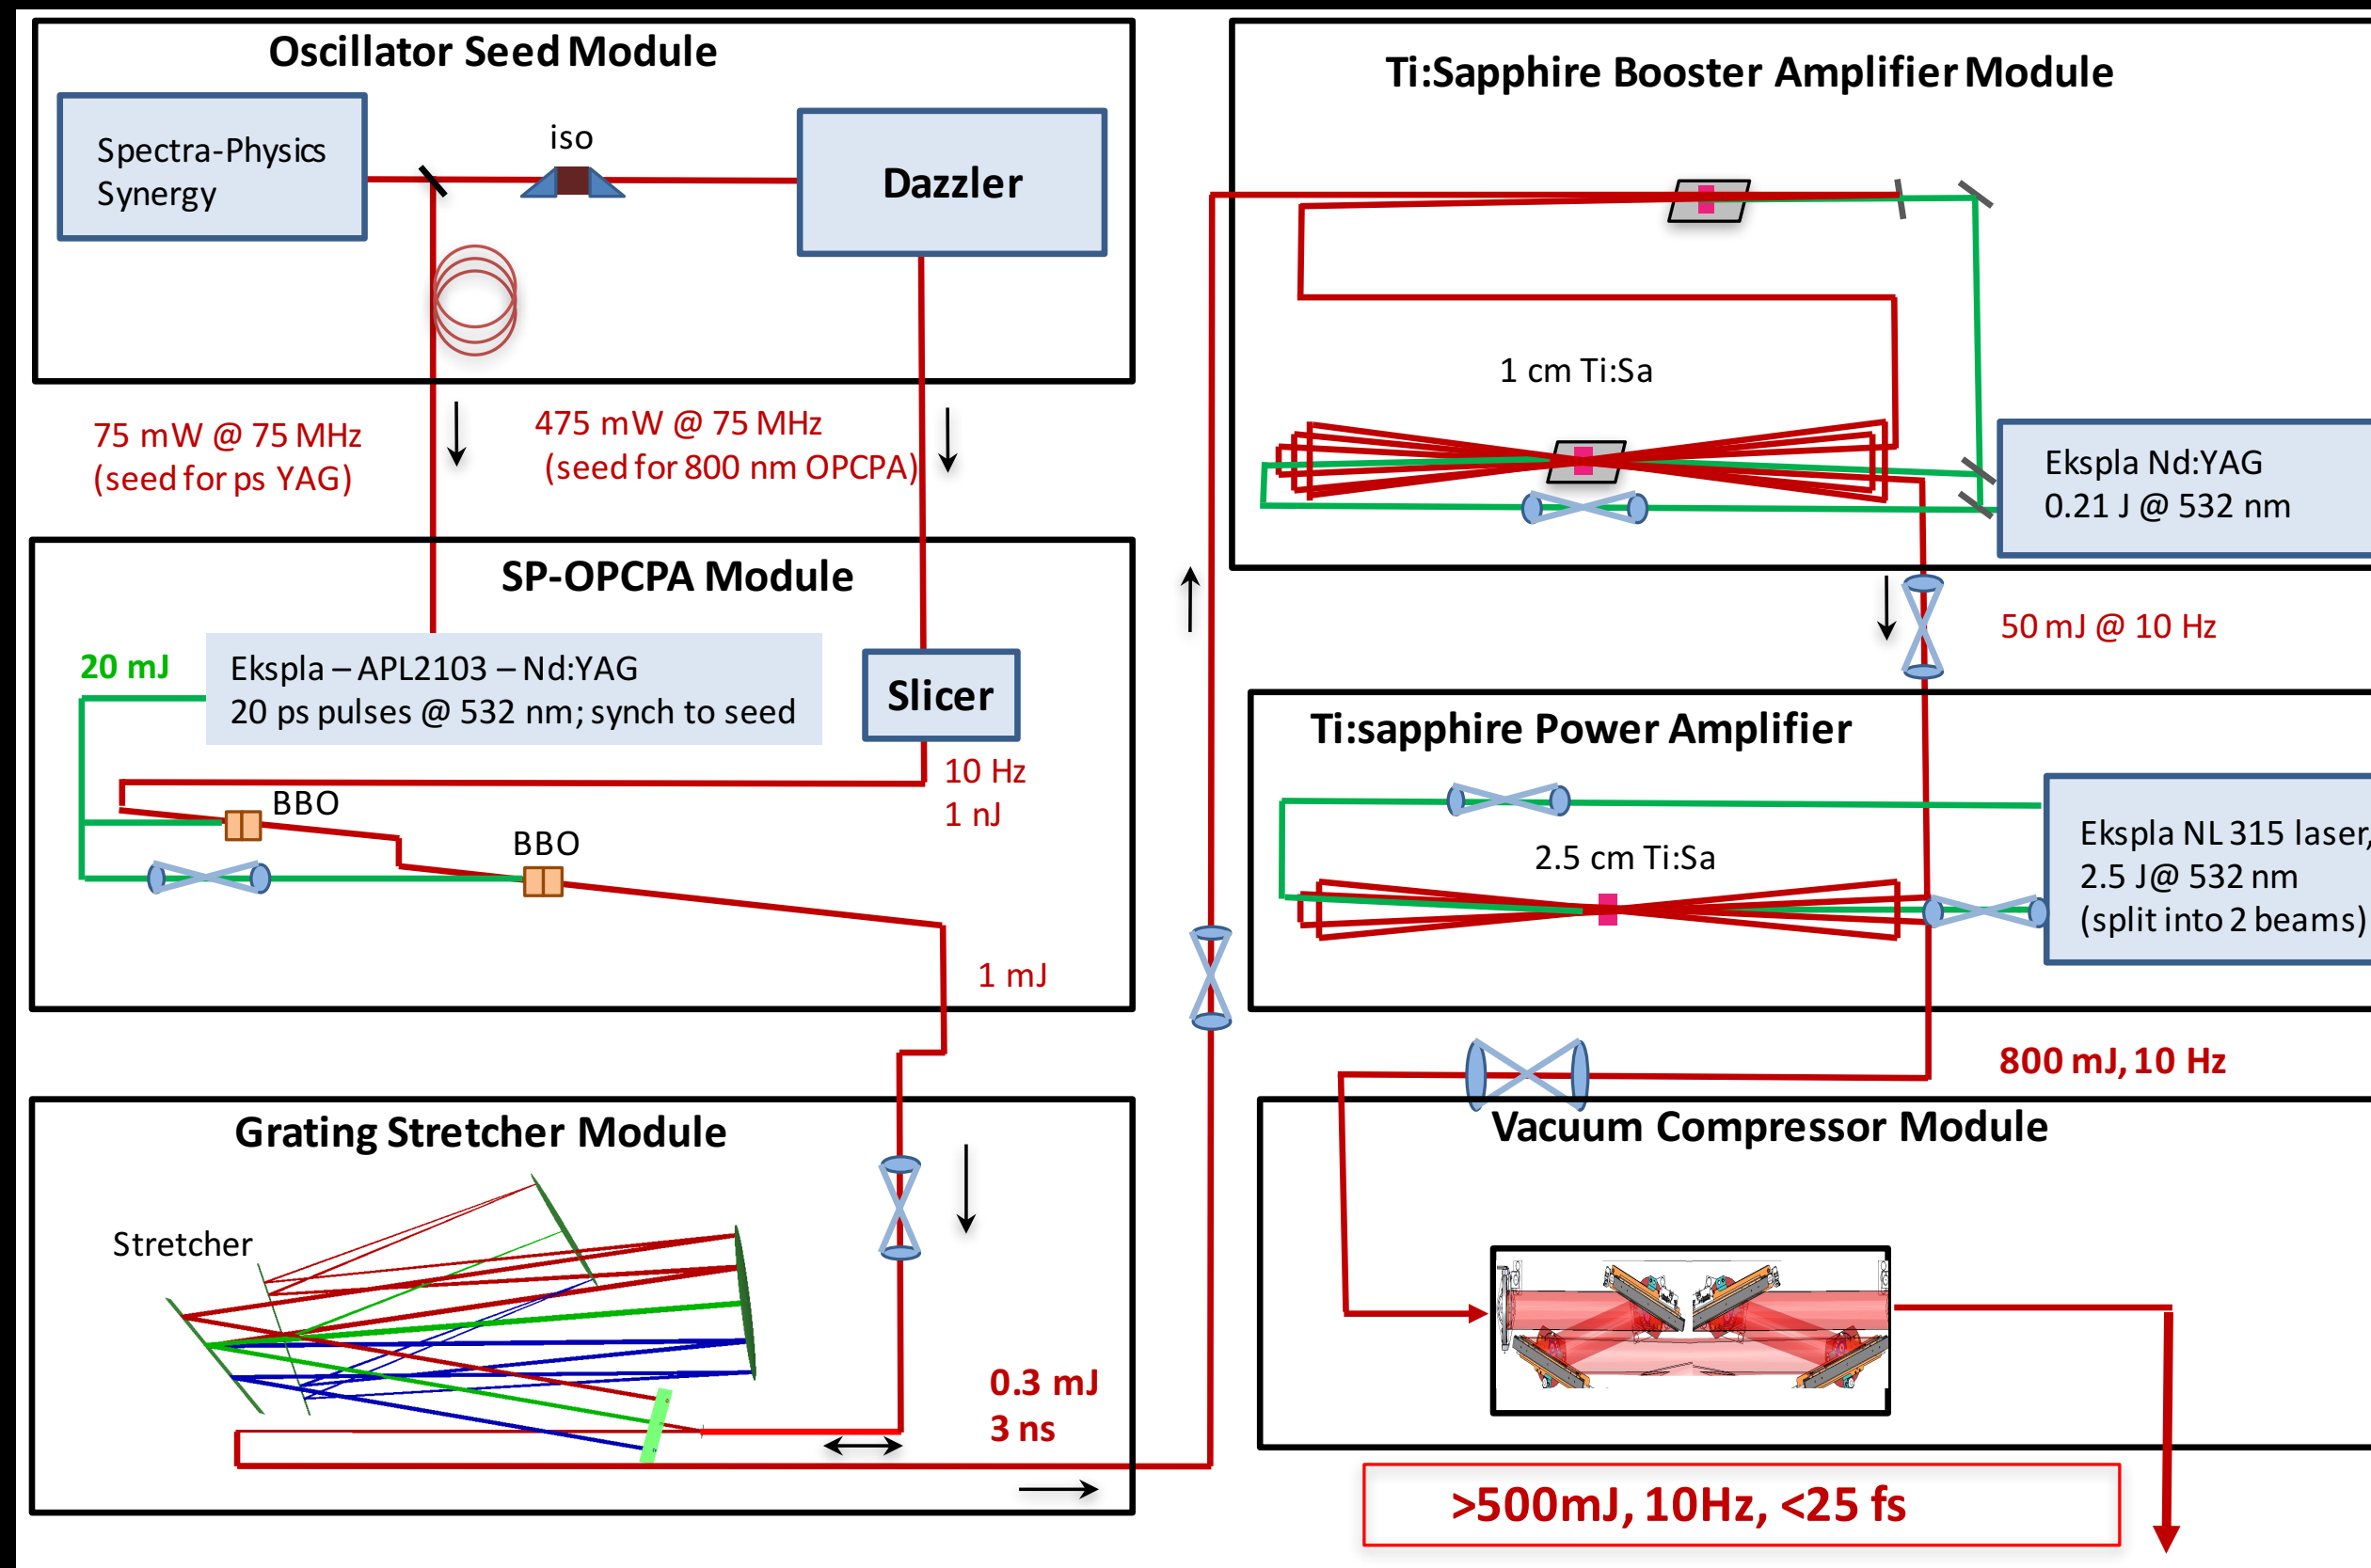 Oscillator Seed Module
Spectra-Physics
Synergy
iso
Dazzler
75 mW @ 75 MHz
(seed for ps YAG)
475 mW @ 75 MHz
(seed for 800 nm OPCPA)
SP-OPCPA Module
20 mJ
Ekspla – APL2103 – Nd:YAG
20 ps pulses @ 532 nm; synch to seed
Slicer
10 Hz
1 nJ
BBO
BBO
1 mJ
Grating Stretcher Module
Stretcher
0.3 mJ
3 ns
Ti:Sapphire Booster Amplifier Module
1 cm Ti:Sa
Ekspla Nd:YAG
0.21 J @ 532 nm
50 mJ @ 10 Hz
Ti:sapphire Power Amplifier
2.5 cm Ti:Sa
Ekspla NL 315 laser,
2.5 J@ 532 nm
(split into 2 beams)
800 mJ, 10 Hz
Vacuum Compressor Module
>500mJ, 10Hz, <25 fs